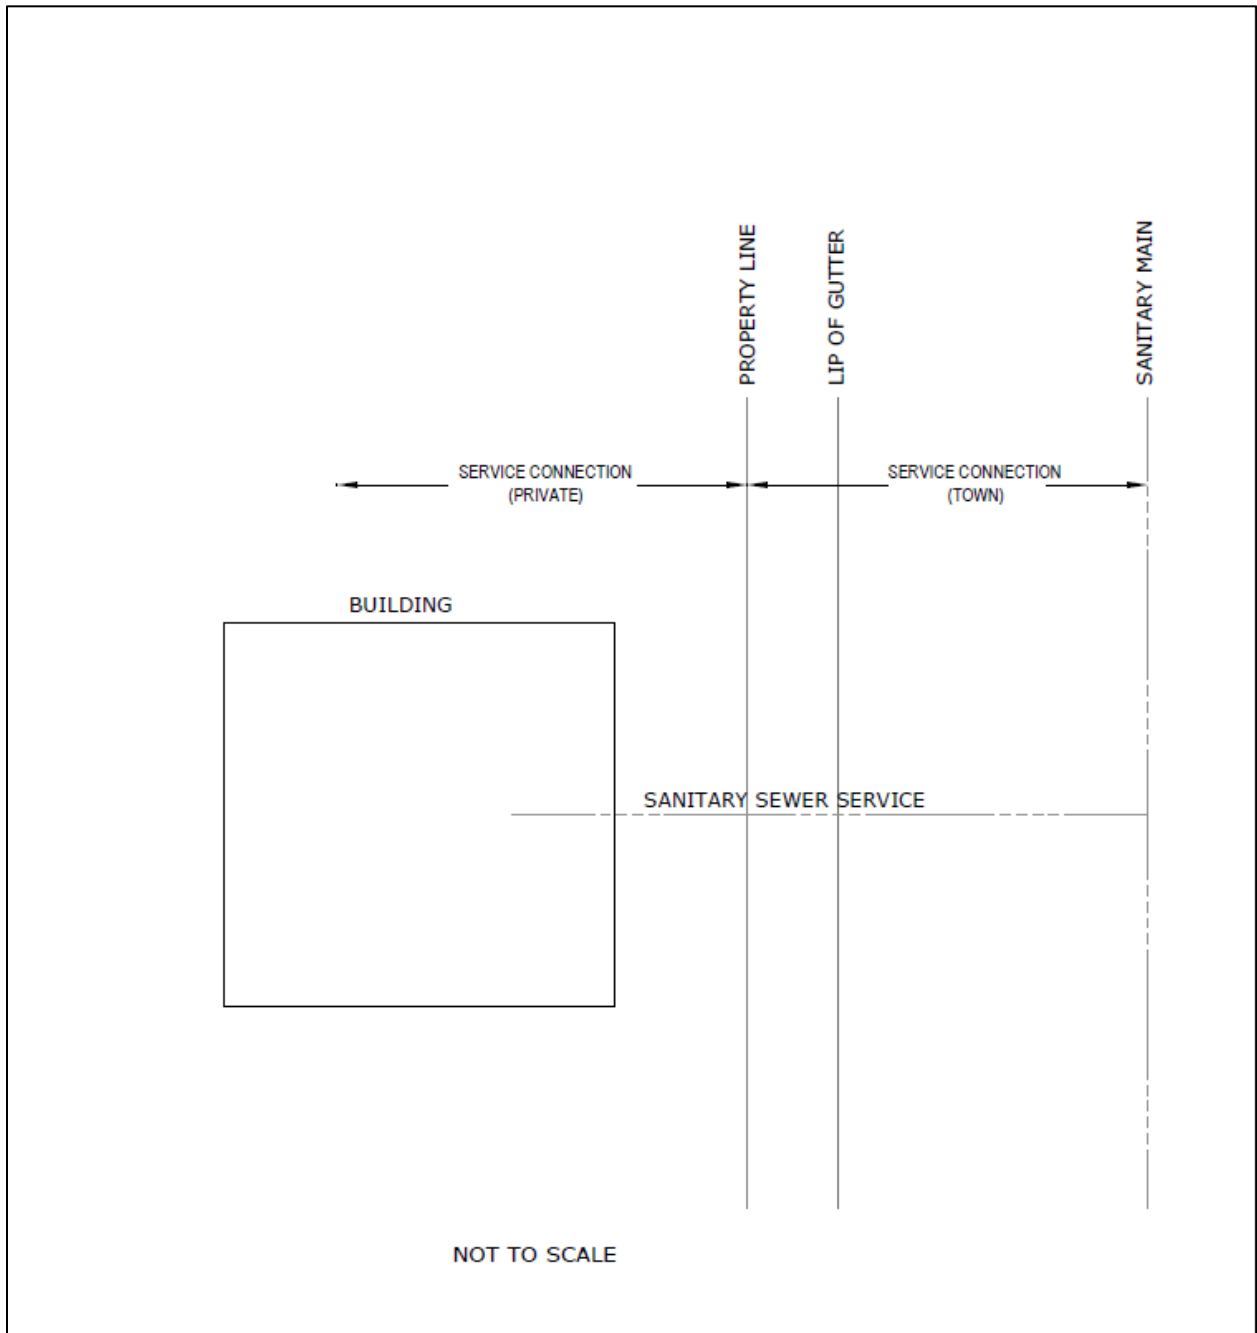 PROPERTY LINE
LIP OF GUTTER
SANITARY MAIN
SERVICE CONNECTION
(PRIVATE)
SERVICE CONNECTION
(TOWN)
BUILDING
SANITARY SEWER SERVICE
NOT TO SCALE